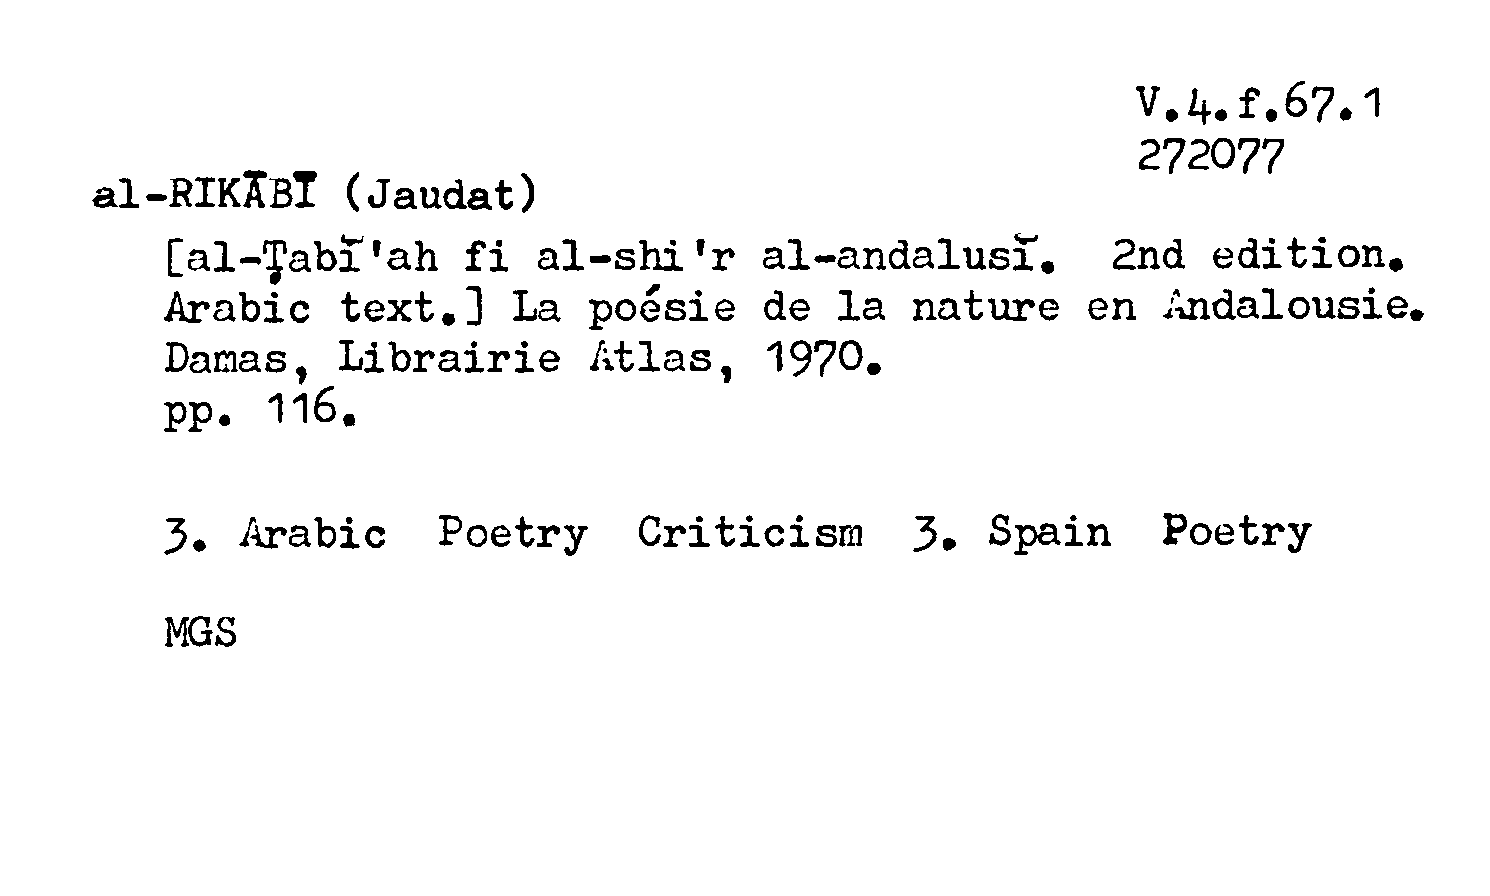 V.4.f.67.1
272077
al-RIKĀBĪ (Jaudat)
[al-Ṭabī'ah fi al-shi'r al-andalusī. 2nd edition.
Arabic text.] La poésie de la nature en Andalousie.
Damas, Librairie Atlas, 1970.
pp. 116.
3. Arabic Poetry Criticism 3. Spain Poetry
MGS